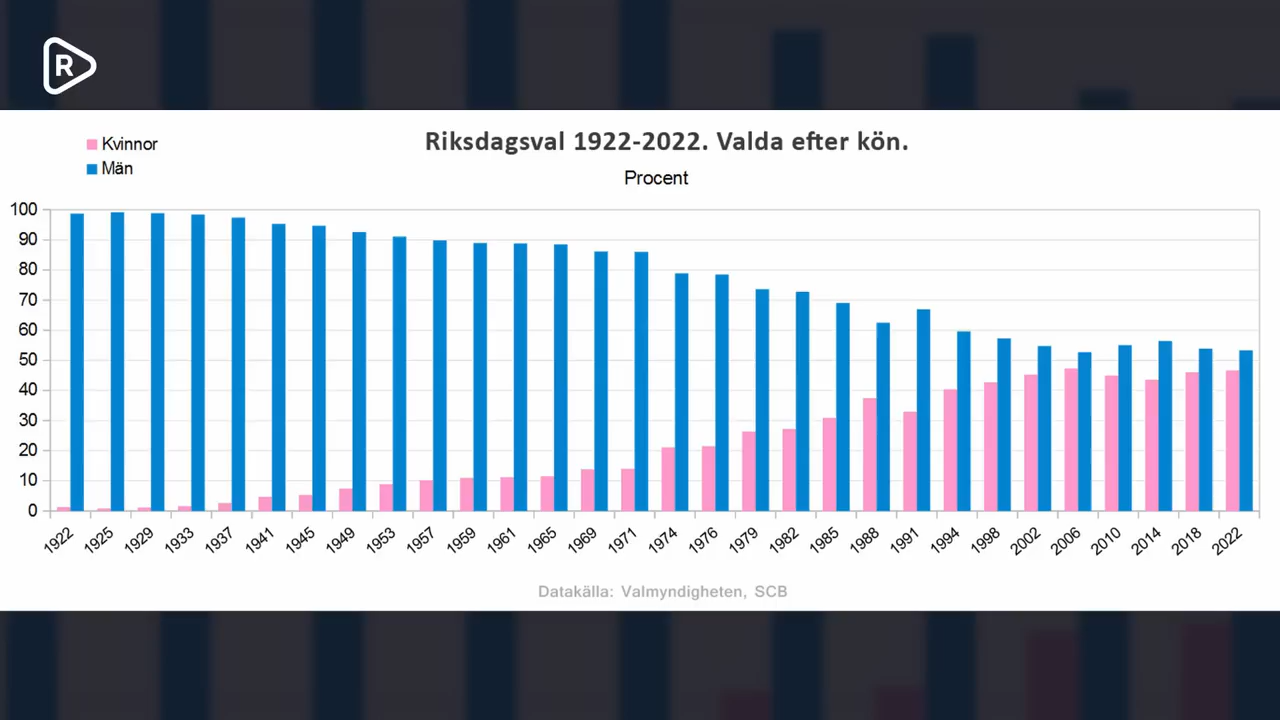 R
Kvinnor
Män
Riksdagsval 1922-2022. Valda efter kön.
Procent
100
90
80
70
60
50
40
30
20
10
0
1922 1925 1929 1933 1937 1941 1945 1949 1953 1957 1959 1961 1965 1969 1971 1974 1976 1979 1982 1985 1988 1991 1994 1998 2002 2006 2010 2014 2018 2022
Datakälla: Valmyndigheten, SCB